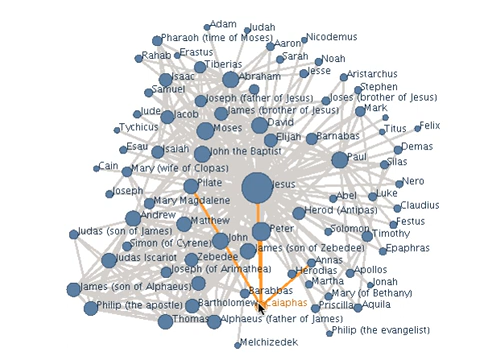 Adam
Judah
Pharaoh (time of Moses)
Aaron
Nicodemus
Rahab
Erastus
Sarah
Noah
Tiberias
Jesse
Isaac
Abraham
Aristarchus
Samuel
Stephen
Joseph (father of Jesus)
Joses (brother of Jesus)
Jude
Jacob
James (brother of Jesus)
Mark
Tychicus
Moses
David
Titus
Felix
Elijah
Barnabas
Esau
Isaiah
John the Baptist
Demas
Paul
Silas
Cain
Mary (wife of Clopas)
Pilate
Jesus
Nero
Joseph
Mary Magdalene
Abel
Luke
Claudius
Andrew
Matthew
Herod (Antipas)
Festus
Judas (son of James)
Peter
Solomon
Timothy
Simon (of Cyrene)
John
James (son of Zebedee)
Epaphras
Judas Iscariot
Zebedee
Annas
Joseph (of Arimathea)
Herodias
Apollos
James (son of Alphaeus)
Martha
Jonah
Barabbas
Mary (of Bethany)
Philip (the apostle)
Bartholomew
Caiaphas
Priscilla
Aquila
Thomas
Alphaeus (father of James)
Philip (the evangelist)
Melchizedek